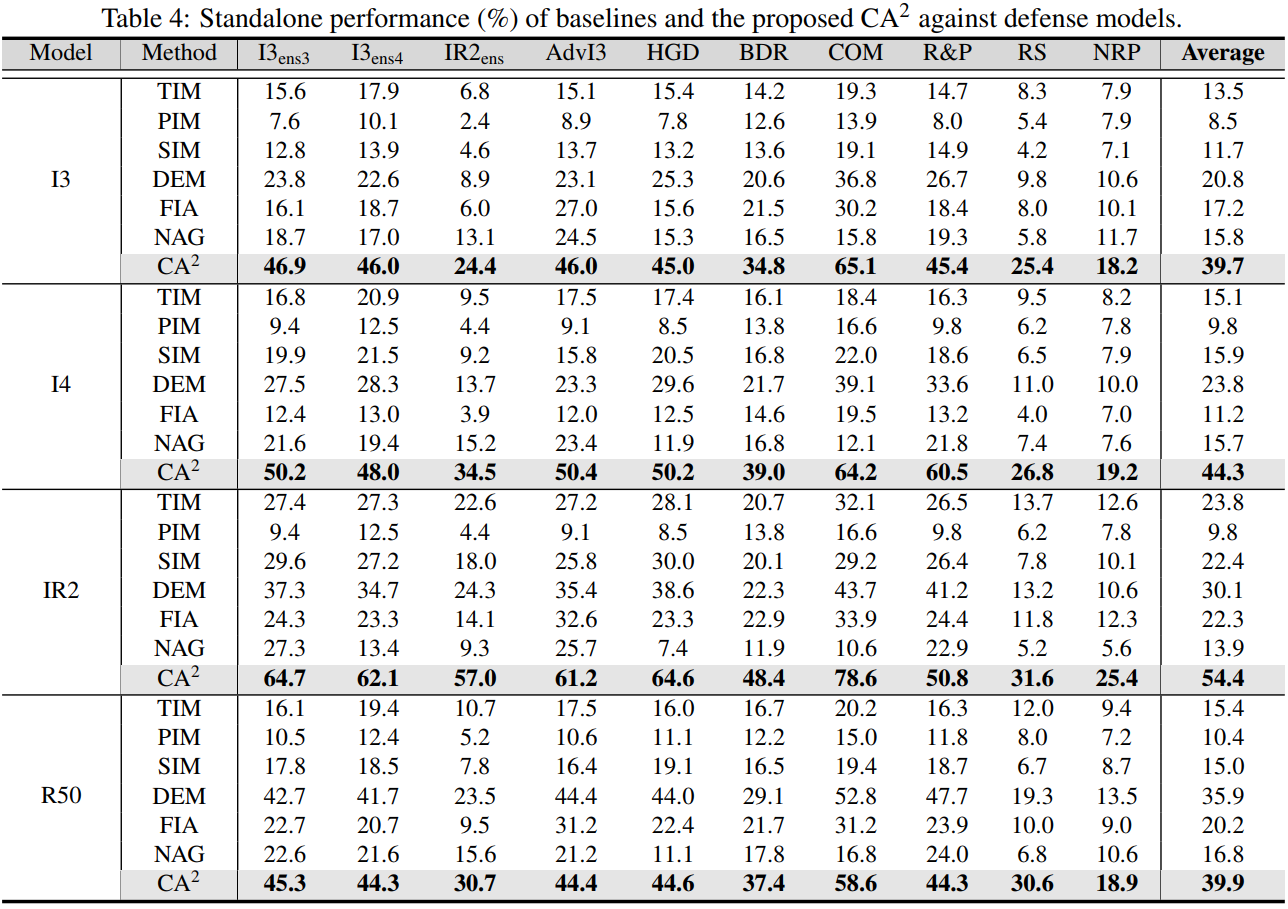 Table 4: Standalone performance (%) of baselines and the proposed CA² against defense models.
Model Method I3ens3 I3ens4 IR2ens AdvI3 HGD BDR COM R&P RS NRP Average
TIM 15.6 17.9 6.8 15.1 15.4 14.2 19.3 14.7 8.3 7.9 13.5
PIM 7.6 10.1 2.4 8.9 7.8 12.6 13.9 8.0 5.4 7.9 8.5
SIM 12.8 13.9 4.6 13.7 13.2 13.6 19.1 14.9 4.2 7.1 11.7
I3 DEM 23.8 22.6 8.9 23.1 25.3 20.6 36.8 26.7 9.8 10.6 20.8
FIA 16.1 18.7 6.0 27.0 15.6 21.5 30.2 18.4 8.0 10.1 17.2
NAG 18.7 17.0 13.1 24.5 15.3 16.5 15.8 19.3 5.8 11.7 15.8
CA² 46.9 46.0 24.4 46.0 45.0 34.8 65.1 45.4 25.4 18.2 39.7
TIM 16.8 20.9 9.5 17.5 17.4 16.1 18.4 16.3 9.5 8.2 15.1
PIM 9.4 12.5 4.4 9.1 8.5 13.8 16.6 9.8 6.2 7.8 9.8
SIM 19.9 21.5 9.2 15.8 20.5 16.8 22.0 18.6 6.5 7.9 15.9
I4 DEM 27.5 28.3 13.7 23.3 29.6 21.7 39.1 33.6 11.0 10.0 23.8
FIA 12.4 13.0 3.9 12.0 12.5 14.6 19.5 13.2 4.0 7.0 11.2
NAG 21.6 19.4 15.2 23.4 11.9 16.8 12.1 21.8 7.4 7.6 15.7
CA² 50.2 48.0 34.5 50.4 50.2 39.0 64.2 60.5 26.8 19.2 44.3
TIM 27.4 27.3 22.6 27.2 28.1 20.7 32.1 26.5 13.7 12.6 23.8
PIM 9.4 12.5 4.4 9.1 8.5 13.8 16.6 9.8 6.2 7.8 9.8
SIM 29.6 27.2 18.0 25.8 30.0 20.1 29.2 26.4 7.8 10.1 22.4
IR2 DEM 37.3 34.7 24.3 35.4 38.6 22.3 43.7 41.2 13.2 10.6 30.1
FIA 24.3 23.3 14.1 32.6 23.3 22.9 33.9 24.4 11.8 12.3 22.3
NAG 27.3 13.4 9.3 25.7 7.4 11.9 10.6 22.9 5.2 5.6 13.9
CA² 64.7 62.1 57.0 61.2 64.6 48.4 78.6 50.8 31.6 25.4 54.4
TIM 16.1 19.4 10.7 17.5 16.0 16.7 20.2 16.3 12.0 9.4 15.4
PIM 10.5 12.4 5.2 10.6 11.1 12.2 15.0 11.8 8.0 7.2 10.4
SIM 17.8 18.5 7.8 16.4 19.1 16.5 19.4 18.7 6.7 8.7 15.0
R50 DEM 42.7 41.7 23.5 44.4 44.0 29.1 52.8 47.7 19.3 13.5 35.9
FIA 22.7 20.7 9.5 31.2 22.4 21.7 31.2 23.9 10.0 9.0 20.2
NAG 22.6 21.6 15.6 21.2 11.1 17.8 16.8 24.0 6.8 10.6 16.8
CA² 45.3 44.3 30.7 44.4 44.6 37.4 58.6 44.3 30.6 18.9 39.9